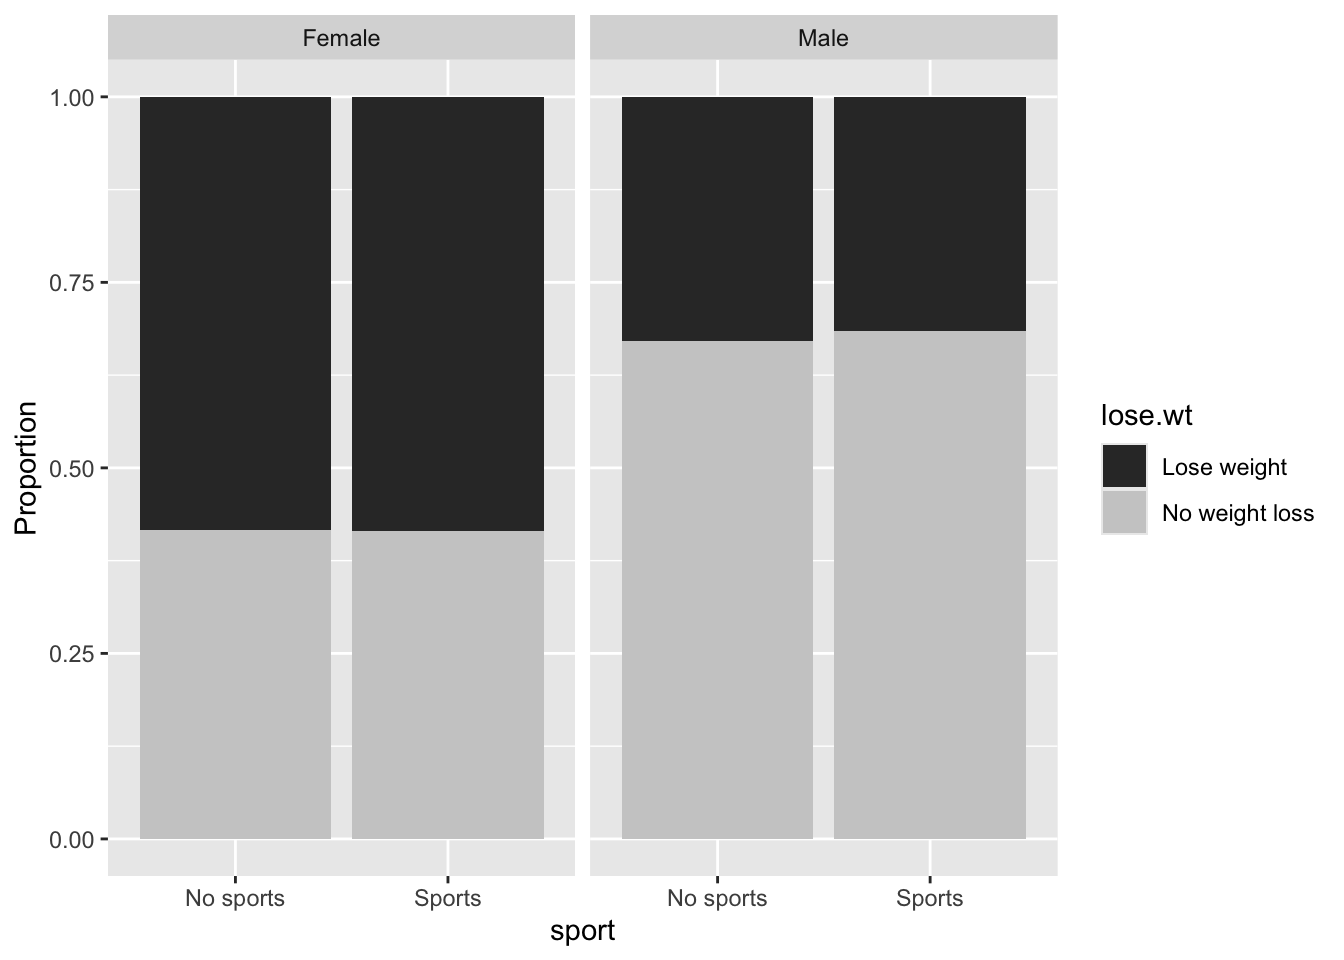 Female
Male
1.00
0.75
0.50
0.25
0.00
Proportion
No sports
Sports
No sports
Sports
sport
lose.wt
Lose weight
No weight loss